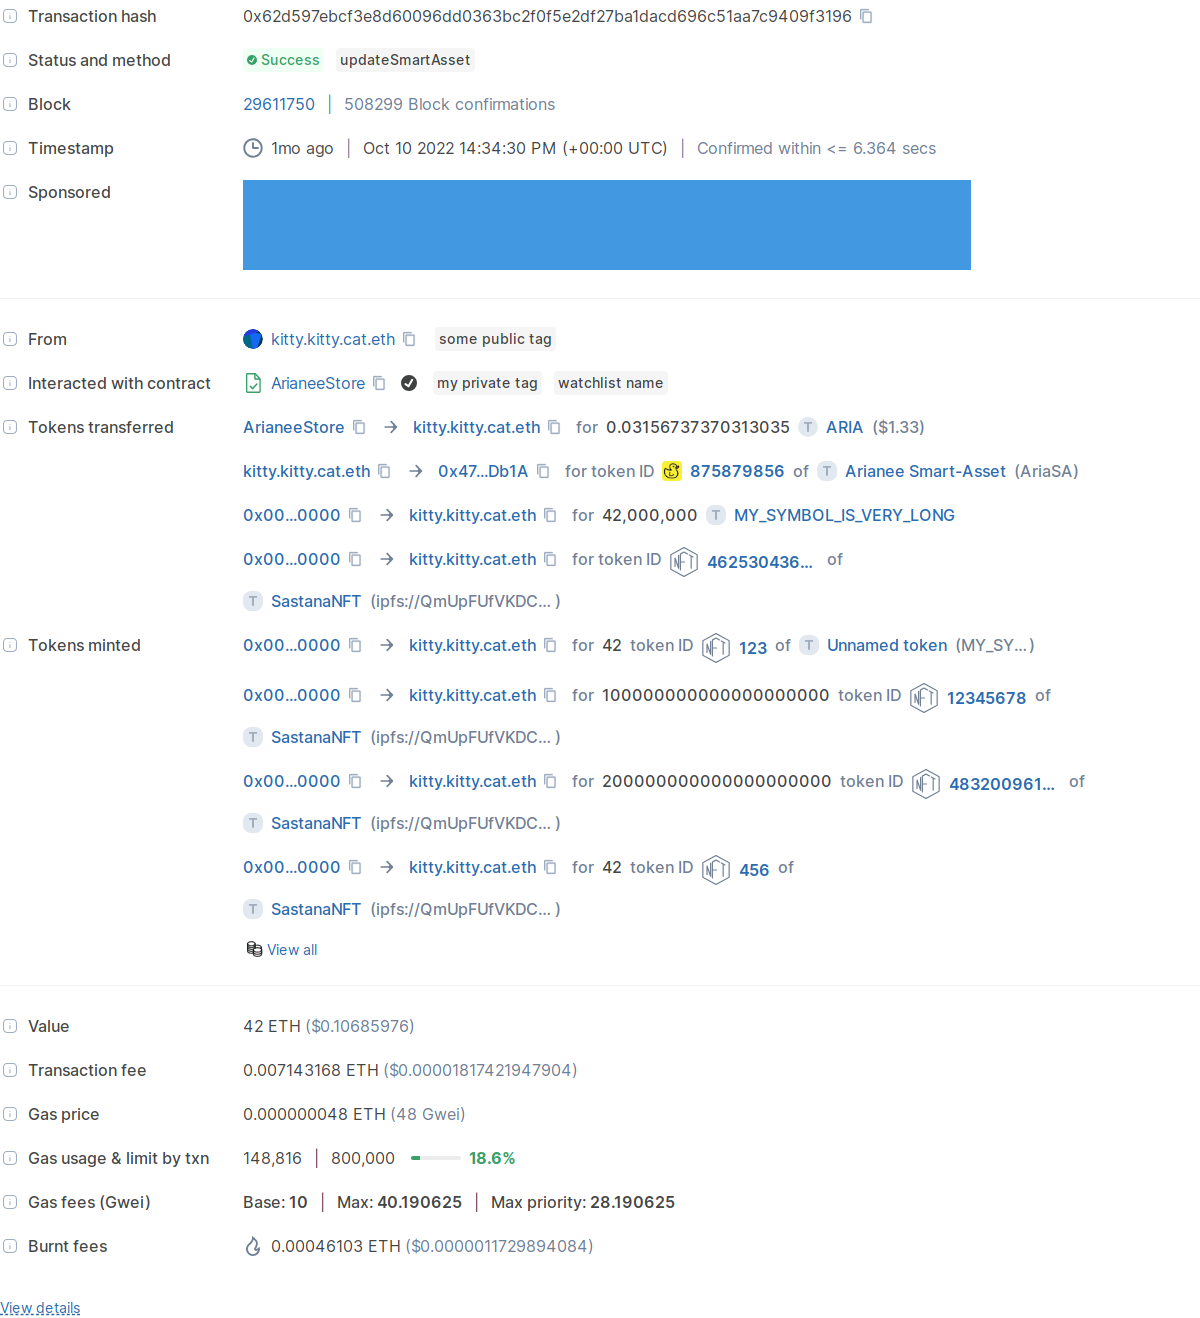 Transaction hash 0x62d597ebcf3e8d60096dd0363bc2f0f5e2df27ba1dacd696c51aa7c9409f3196
Status and method Success updateSmartAsset
Block 29611750 | 508299 Block confirmations
Timestamp 1mo ago | Oct 10 2022 14:34:30 PM (+00:00 UTC) | Confirmed within <= 6.364 secs
Sponsored
From kitty.kitty.cat.eth some public tag
Interacted with contract ArianeeStore my private tag watchlist name
Tokens transferred ArianeeStore → kitty.kitty.cat.eth for 0.03156737370313035 T ARIA ($1.33)
kitty.kitty.cat.eth → 0x47...Db1A for token ID 875879856 of T Arianee Smart-Asset (AriaSA)
0x00...0000 → kitty.kitty.cat.eth for 42,000,000 T MY_SYMBOL_IS_VERY_LONG
0x00...0000 → kitty.kitty.cat.eth for token ID NFT 462530436... of
T SastanaNFT (ipfs://QmUpFUfVKDC... )
Tokens minted 0x00...0000 → kitty.kitty.cat.eth for 42 token ID NFT 123 of T Unnamed token (MY_SY... )
0x00...0000 → kitty.kitty.cat.eth for 100000000000000000000 token ID NFT 12345678 of
T SastanaNFT (ipfs://QmUpFUfVKDC... )
0x00...0000 → kitty.kitty.cat.eth for 200000000000000000000 token ID NFT 483200961... of
T SastanaNFT (ipfs://QmUpFUfVKDC... )
0x00...0000 → kitty.kitty.cat.eth for 42 token ID NFT 456 of
T SastanaNFT (ipfs://QmUpFUfVKDC... )
View all
Value 42 ETH ($0.10685976)
Transaction fee 0.007143168 ETH ($0.00001817421947904)
Gas price 0.000000048 ETH (48 Gwei)
Gas usage & limit by txn 148,816 | 800,000 18.6%
Gas fees (Gwei) Base: 10 | Max: 40.190625 | Max priority: 28.190625
Burnt fees 0.00046103 ETH ($0.0000011729894084)
View details